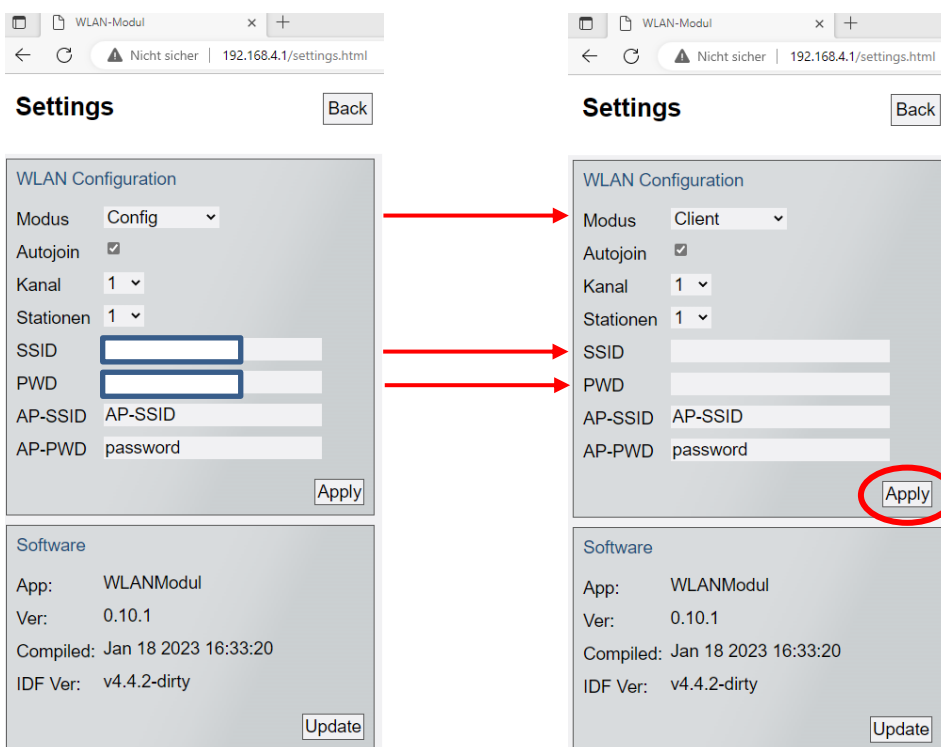 WLAN-Modul
Nicht sicher | 192.168.4.1/settings.html
Settings
Back
WLAN Configuration
Modus Config
Autojoin
Kanal 1
Stationen 1
SSID
PWD
AP-SSID AP-SSID
AP-PWD password
Apply
Software
App: WLANModul
Ver: 0.10.1
Compiled: Jan 18 2023 16:33:20
IDF Ver: v4.4.2-dirty
Update
WLAN-Modul
Nicht sicher | 192.168.4.1/settings.html
Settings
Back
WLAN Configuration
Modus Client
Autojoin
Kanal 1
Stationen 1
SSID
PWD
AP-SSID AP-SSID
AP-PWD password
Apply
Software
App: WLANModul
Ver: 0.10.1
Compiled: Jan 18 2023 16:33:20
IDF Ver: v4.4.2-dirty
Update